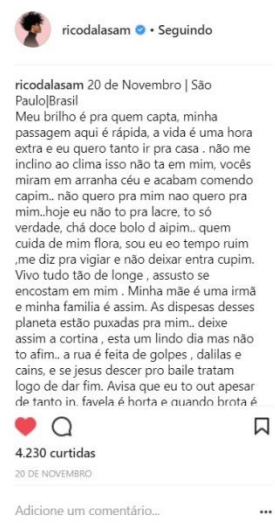 ricodalasam • Seguindo
ricodalasam 20 de Novembro | São
Paulo|Brasil
Meu brilho é pra quem capta, minha
passagem aqui é rápida, a vida é uma hora
extra e eu quero tanto ir pra casa . não me
inclino ao clima isso não ta em mim, vocês
miram em arranha céu e acabam comendo
capim.. não quero pra mim nao quero pra
mim..hoje eu não to pra lacre, to só
verdade, chá doce bolo d aipim.. quem
cuida de mim flora, sou eu eo tempo ruim
,me diz pra vigiar e não deixar entra cupim.
Vivo tudo tão de longe , assusto se
encostam em mim . Minha mãe é uma irmã
e minha familia é assim. As dispesas desses
planeta estão puxadas pra mim.. deixe
assim a cortina , esta um lindo dia mas não
to afim.. a rua é feita de golpes , dalilas e
cains, e se jesus descer pro baile tratam
logo de dar fim. Avisa que eu to out apesar
de tanto in. favela é horta e quando brota é
4.230 curtidas
20 DE NOVEMBRO
Adicione um comentário...